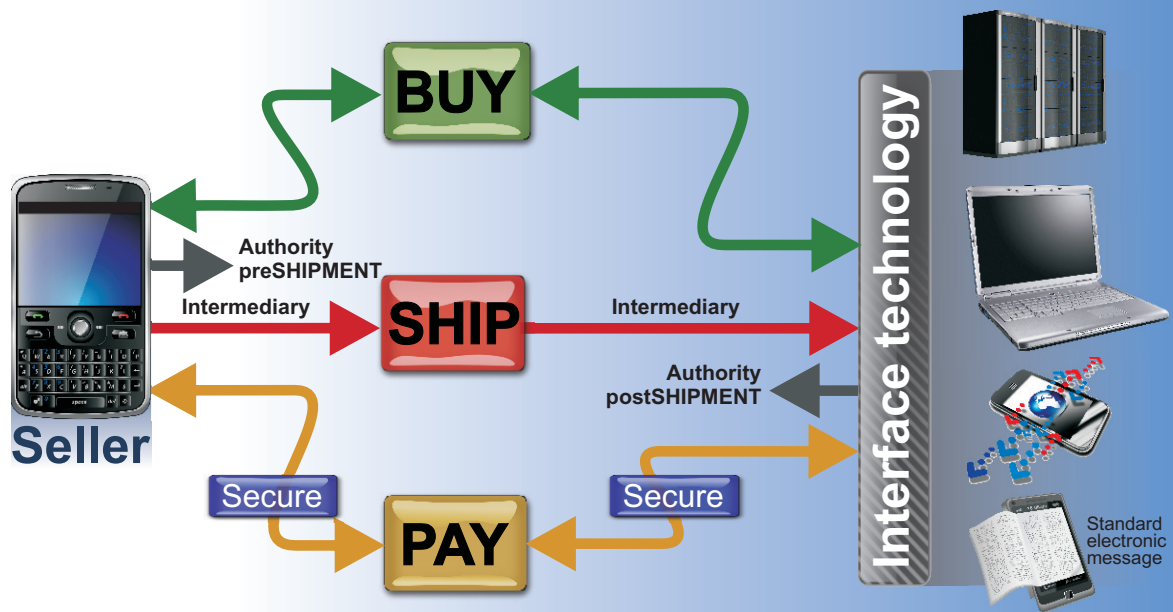 BUY
Authority
preSHIPMENT
Intermediary
SHIP
Intermediary
Authority
postSHIPMENT
Seller
Secure
PAY
Secure
Interface technology
Standard
electronic
message